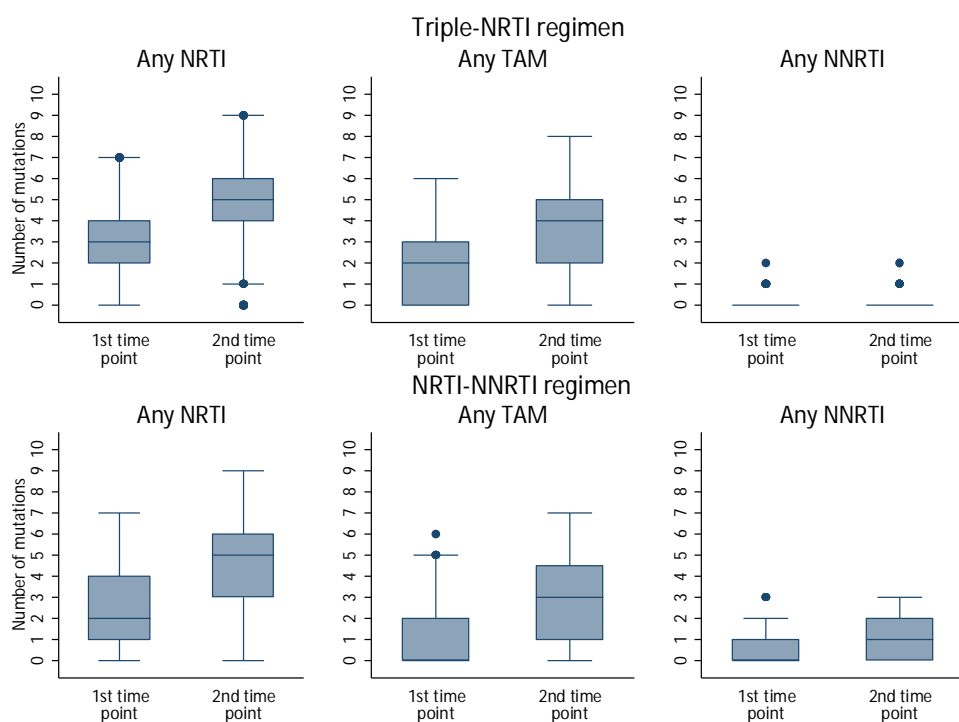 Triple-NRTI regimen
Any NRTI
Any TAM
Any NNRTI
Number of mutations
0 1 2 3 4 5 6 7 8 9 10
0 1 2 3 4 5 6 7 8 9 10
0 1 2 3 4 5 6 7 8 9 10
1st time point
2nd time point
1st time point
2nd time point
1st time point
2nd time point
NRTI-NNRTI regimen
Any NRTI
Any TAM
Any NNRTI
Number of mutations
0 1 2 3 4 5 6 7 8 9 10
0 1 2 3 4 5 6 7 8 9 10
0 1 2 3 4 5 6 7 8 9 10
1st time point
2nd time point
1st time point
2nd time point
1st time point
2nd time point